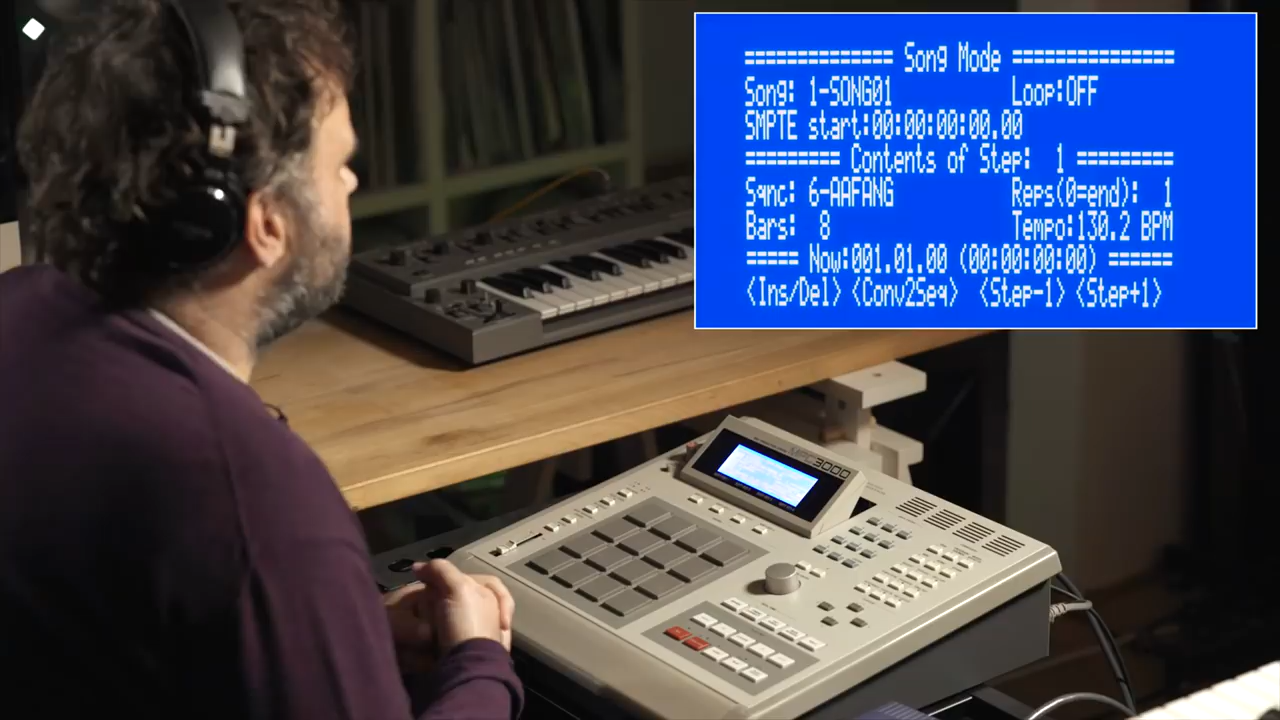 ============== Song Mode ===============
Song: 1-SONG01 Loop:OFF
SMPTE start:00:00:00:00.00
========= Contents of Step: 1 =========
Sqnc: 6-AAFANG Reps(0=end): 1
Bars: 8 Tempo:130.2 BPM
===== Now:001.01.00 (00:00:00:00) ======
<Ins/Del> <Conv2Seq> <Step-1> <Step+1>
MPC3000